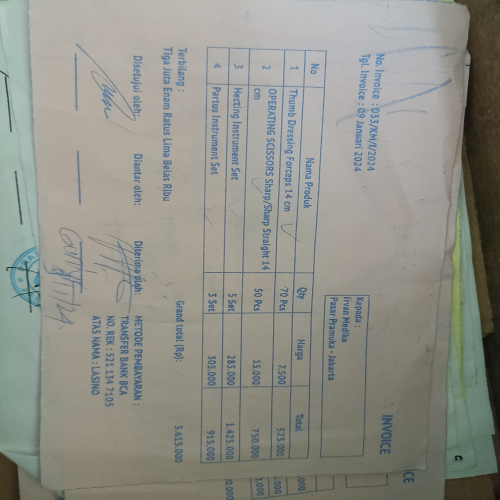 INVOICE
No. Invoice : 033/KM/I/2024
Tgl. Invoice : 09 Januari 2024
Kepada :
Irvan Medika
Pasar Pramuka - Jakarta
No Nama Produk Qty Harga Total
1 Thumb Dressing Forceps 14 cm 70 Pcs 7.500 525.000
2 OPERATING SCISSORS Sharp/Sharp Straight 14 cm 50 Pcs 15.000 750.000
3 Hecting Instrument Set 5 Set 285.000 1.425.000
4 Partus Instrument Set 3 Set 305.000 915.000
Grand total (Rp): 3.615.000
Terbilang :
Tiga Juta Enam Ratus Lima Belas Ribu
Disetujui oleh: Diantar oleh: Diterima oleh:
METODE PEMBAYARAN :
TRANSFER BANK BCA
NO. REK : 521 134 7105
ATAS NAMA : LASINO